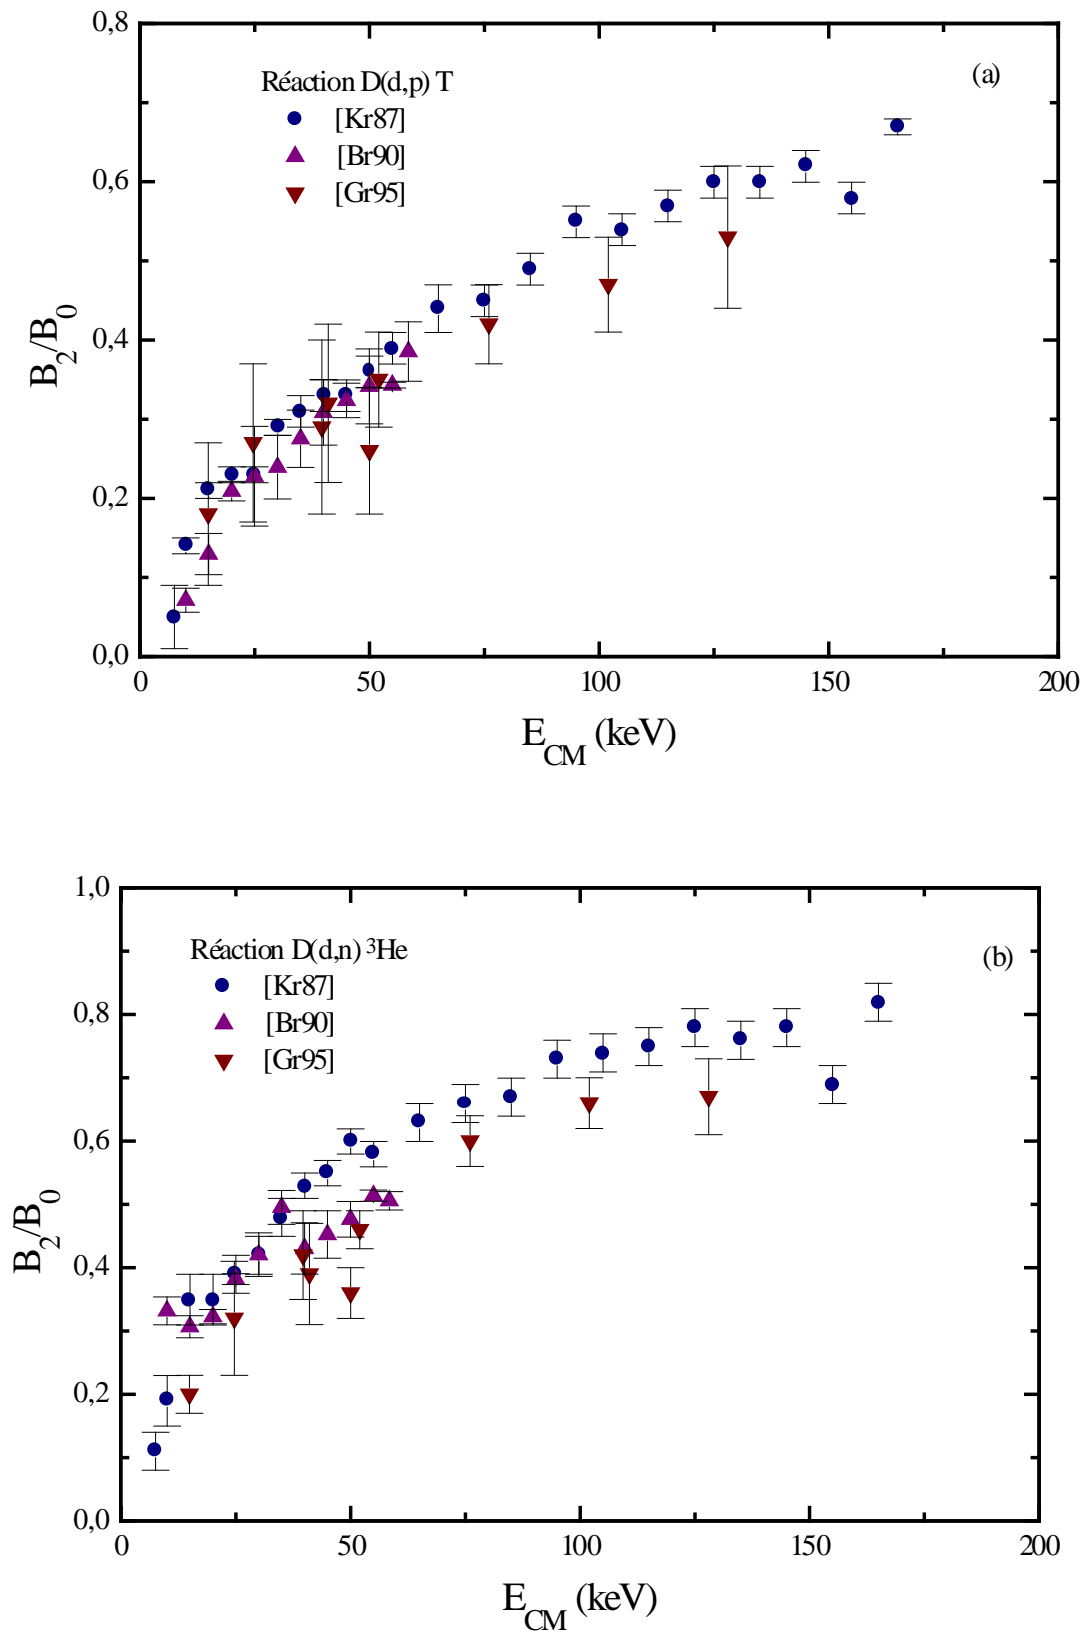 0,8
0,6
0,4
0,2
0,0
B2/B0
Réaction D(d,p) T
[Kr87]
[Br90]
[Gr95]
(a)
0 50 100 150 200
ECM (keV)
1,0
0,8
0,6
0,4
0,2
0,0
B2/B0
Réaction D(d,n) ³He
[Kr87]
[Br90]
[Gr95]
(b)
0 50 100 150 200
ECM (keV)